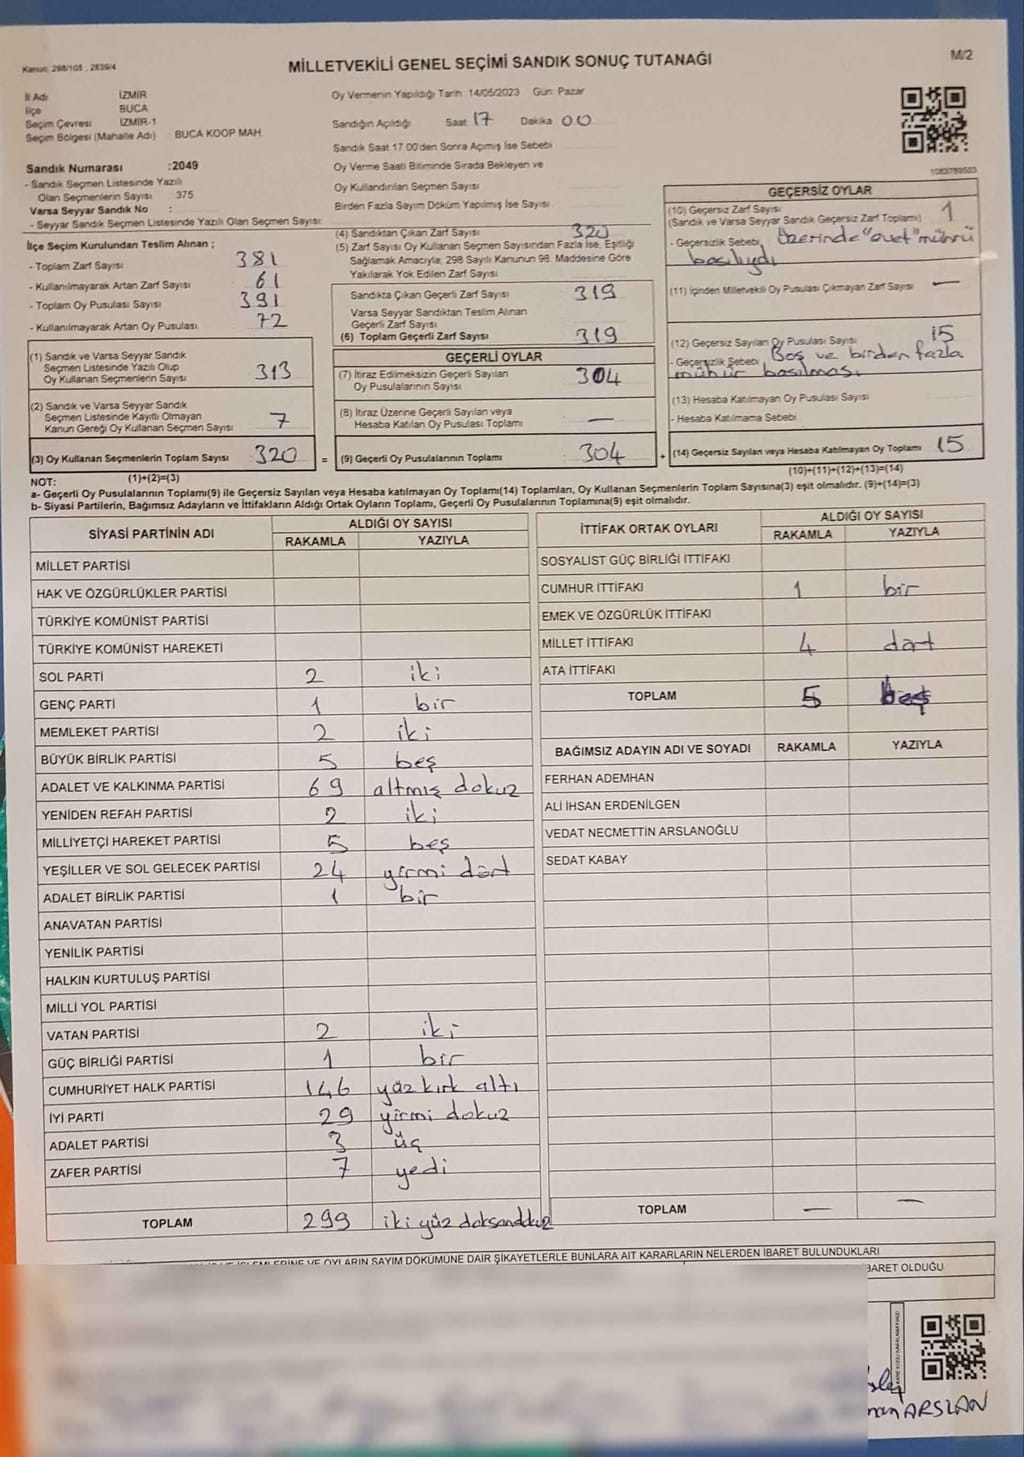 Kanun: 298/105 , 2839/4
MİLLETVEKİLİ GENEL SEÇİMİ SANDIK SONUÇ TUTANAĞI
M/2
İl Adı İZMİR
İlçe BUCA
Seçim Çevresi İZMİR-1
Seçim Bölgesi (Mahalle Adı) BUCA KOOP MAH.
Sandık Numarası :2049
- Sandık Seçmen Listesinde Yazılı
Olan Seçmenlerin Sayısı : 375
Varsa Seyyar Sandık No :
- Seyyar Sandık Seçmen Listesinde Yazılı Olan Seçmen Sayısı:
Oy Vermenin Yapıldığı Tarih :14/05/2023 Gün: Pazar
Sandığın Açıldığı Saat 17 Dakika 00
Sandık Saat 17 00'den Sonra Açımış İse Sebebi
Oy Verme Saati Bitiminde Sırada Bekleyen ve
Oy Kullandırılan Seçmen Sayısı
Birden Fazla Sayım Döküm Yapılmış İse Sayısı
1083789503
İlçe Seçim Kurulundan Teslim Alınan ;
- Toplam Zarf Sayısı 381
- Kullanılmayarak Artan Zarf Sayısı 61
- Toplam Oy Pusulası Sayısı 391
- Kullanılmayarak Artan Oy Pusulası 72
(1) Sandık ve Varsa Seyyar Sandık
Seçmen Listesinde Yazılı Olup
Oy Kullanan Seçmenlerin Sayısı 313
(2) Sandık ve Varsa Seyyar Sandık
Seçmen Listesinde Kayıtlı Olmayan
Kanun Gereği Oy Kullanan Seçmen Sayısı 7
(3) Oy Kullanan Seçmenlerin Toplam Sayısı 320 =
(1)+(2)=(3)
(4) Sandıktan Çıkan Zarf Sayısı 320
(5) Zarf Sayısı Oy Kullanan Seçmen Sayısından Fazla İse, Eşitliği
Sağlamak Amacıyla; 298 Sayılı Kanunun 98. Maddesine Göre
Yakılarak Yok Edilen Zarf Sayısı
Sandıkta Çıkan Geçerli Zarf Sayısı 319
Varsa Seyyar Sandıktan Teslim Alınan
Geçerli Zarf Sayısı
(6) Toplam Geçerli Zarf Sayısı 319
GEÇERLİ OYLAR
(7) İtiraz Edilmeksizin Geçerli Sayılan
Oy Pusulalarının Sayısı 304
(8) İtiraz Üzerine Geçerli Sayılan veya
Hesaba Katılan Oy Pusulası Toplamı —
(9) Geçerli Oy Pusulalarının Toplamı 304 +
GEÇERSİZ OYLAR
(10) Geçersiz Zarf Sayısı 1
(Sandık ve Varsa Seyyar Sandık Geçersiz Zarf Toplamı)
- Geçersizlik Sebebi Üzerinde "evet" mührü
basılıydı
(11) İçinden Milletvekili Oy Pusulası Çıkmayan Zarf Sayısı —
(12) Geçersiz Sayılan Oy Pusulası Sayısı 15
- Geçersizlik Sebebi Boş ve birden fazla
mühür basılması.
(13) Hesaba Katılmayan Oy Pusulası Sayısı
- Hesaba Katılmama Sebebi
(14) Geçersiz Sayılan veya Hesaba Katılmayan Oy Toplamı 15
(10)+(11)+(12)+(13)=(14)
NOT:
a- Geçerli Oy Pusulalarının Toplamı(9) ile Geçersiz Sayılan veya Hesaba katılmayan Oy Toplamı(14) Toplamları, Oy Kullanan Seçmenlerin Toplam Sayısına(3) eşit olmalıdır. (9)+(14)=(3)
b- Siyasi Partilerin, Bağımsız Adayların ve İttifakların Aldığı Ortak Oyların Toplamı, Geçerli Oy Pusulalarının Toplamına(9) eşit olmalıdır.
SİYASİ PARTİNİN ADI ALDIĞI OY SAYISI
RAKAMLA YAZIYLA
MİLLET PARTİSİ
HAK VE ÖZGÜRLÜKLER PARTİSİ
TÜRKİYE KOMÜNİST PARTİSİ
TÜRKİYE KOMÜNİST HAREKETİ
SOL PARTİ 2 iki
GENÇ PARTİ 1 bir
MEMLEKET PARTİSİ 2 iki
BÜYÜK BİRLİK PARTİSİ 5 beş
ADALET VE KALKINMA PARTİSİ 69 altmış dokuz
YENİDEN REFAH PARTİSİ 2 iki
MİLLİYETÇİ HAREKET PARTİSİ 5 beş
YEŞİLLER VE SOL GELECEK PARTİSİ 24 yirmi dört
ADALET BİRLİK PARTİSİ 1 bir
ANAVATAN PARTİSİ
YENİLİK PARTİSİ
HALKIN KURTULUŞ PARTİSİ
MİLLİ YOL PARTİSİ
VATAN PARTİSİ 2 iki
GÜÇ BİRLİĞİ PARTİSİ 1 bir
CUMHURİYET HALK PARTİSİ 146 yüz kırk altı
İYİ PARTİ 29 yirmi dokuz
ADALET PARTİSİ 3 üç
ZAFER PARTİSİ 7 yedi
TOPLAM 299 iki yüz doksandokuz
İTTİFAK ORTAK OYLARI ALDIĞI OY SAYISI
RAKAMLA YAZIYLA
SOSYALİST GÜÇ BİRLİĞİ İTTİFAKI
CUMHUR İTTİFAKI 1 bir
EMEK VE ÖZGÜRLÜK İTTİFAKI
MİLLET İTTİFAKI 4 dört
ATA İTTİFAKI
TOPLAM 5 beş
BAĞIMSIZ ADAYIN ADI VE SOYADI RAKAMLA YAZIYLA
FERHAN ADEMHAN
ALİ İHSAN ERDENİLGEN
VEDAT NECMETTİN ARSLANOĞLU
SEDAT KABAY
TOPLAM — —
OYLARIN SAYIM DÖKÜMÜNE DAİR ŞİKAYETLERLE BUNLARA AİT KARARLARIN NELERDEN İBARET BULUNDUKLARI
BARET OLDUĞU
ARSLAN